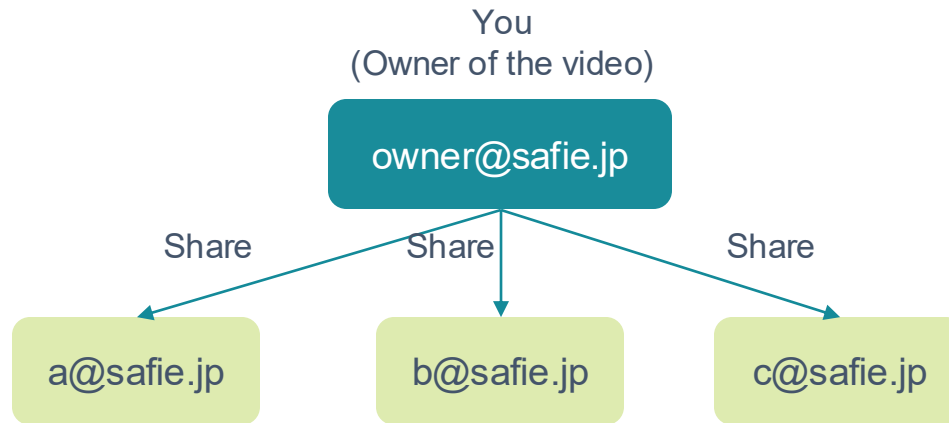 You
(Owner of the video)
owner@safie.jp
Share
Share
Share
a@safie.jp
b@safie.jp
c@safie.jp